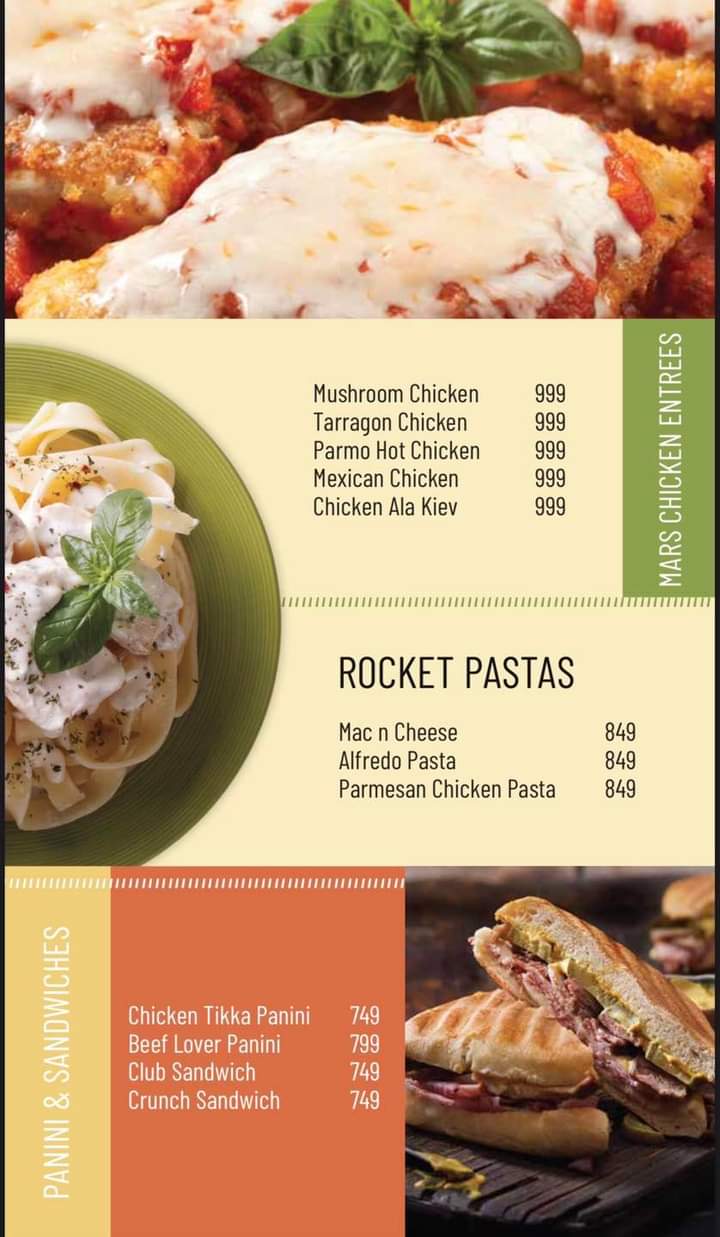 MARS CHICKEN ENTREES
Mushroom Chicken 999
Tarragon Chicken 999
Parmo Hot Chicken 999
Mexican Chicken 999
Chicken Ala Kiev 999
ROCKET PASTAS
Mac n Cheese 849
Alfredo Pasta 849
Parmesan Chicken Pasta 849
PANINI & SANDWICHES
Chicken Tikka Panini 749
Beef Lover Panini 799
Club Sandwich 749
Crunch Sandwich 749